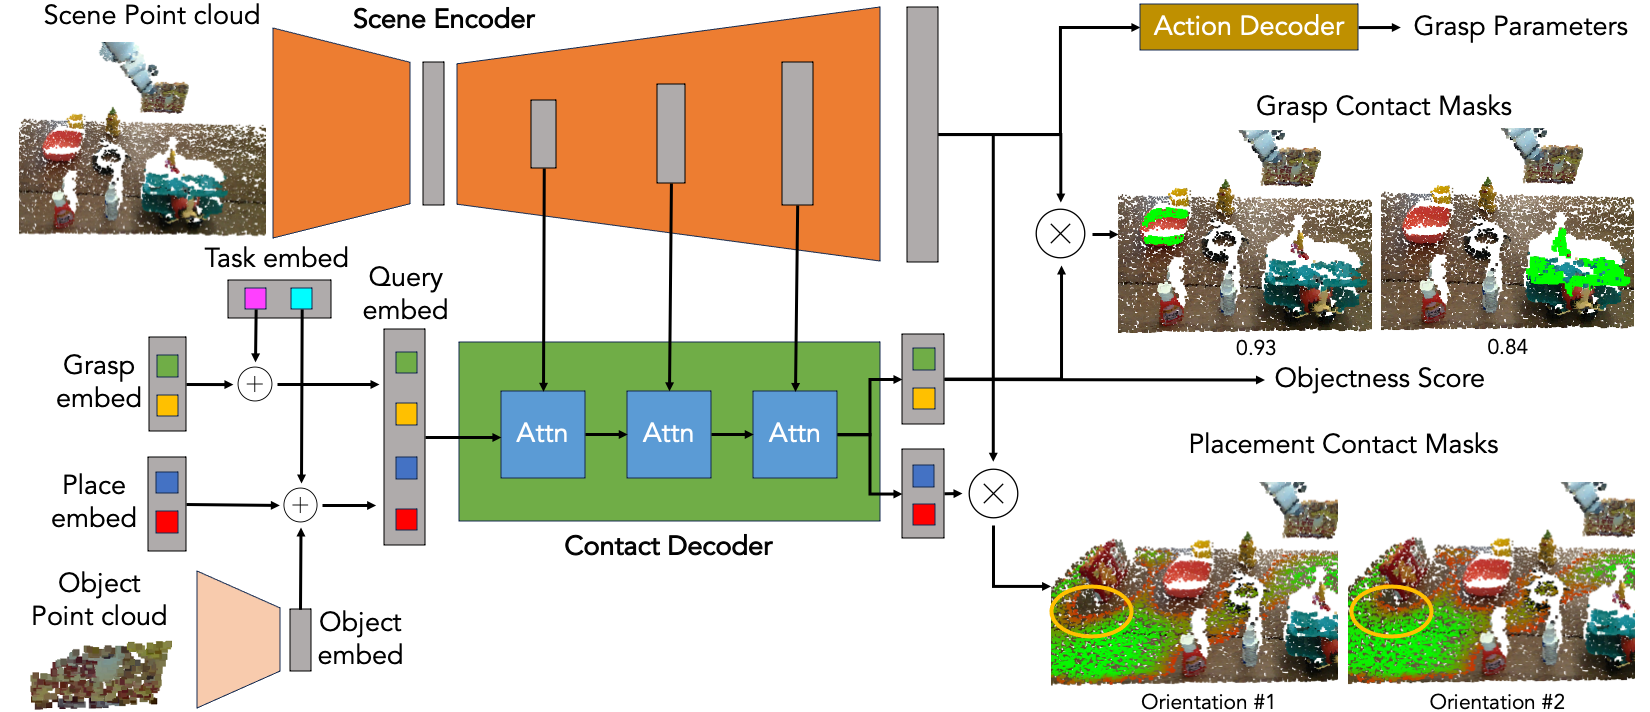 Scene Point cloud
Scene Encoder
Action Decoder
Grasp Parameters
Grasp Contact Masks
Task embed
Query
embed
Grasp
embed
0.93
0.84
Objectness Score
Attn
Attn
Attn
Placement Contact Masks
Place
embed
Contact Decoder
Object
Point cloud
Object
embed
Orientation #1
Orientation #2